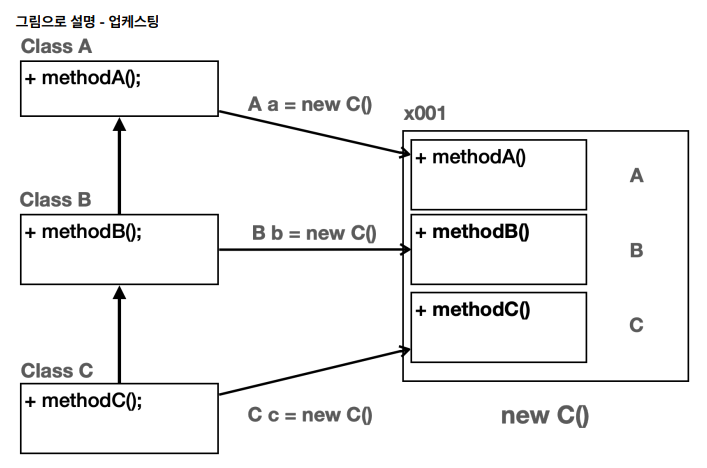 그림으로 설명 - 업케스팅
Class A
+ methodA();
A a = new C()
x001
+ methodA()
A
Class B
+ methodB();
B b = new C()
+ methodB()
B
+ methodC()
C
Class C
+ methodC();
C c = new C()
new C()